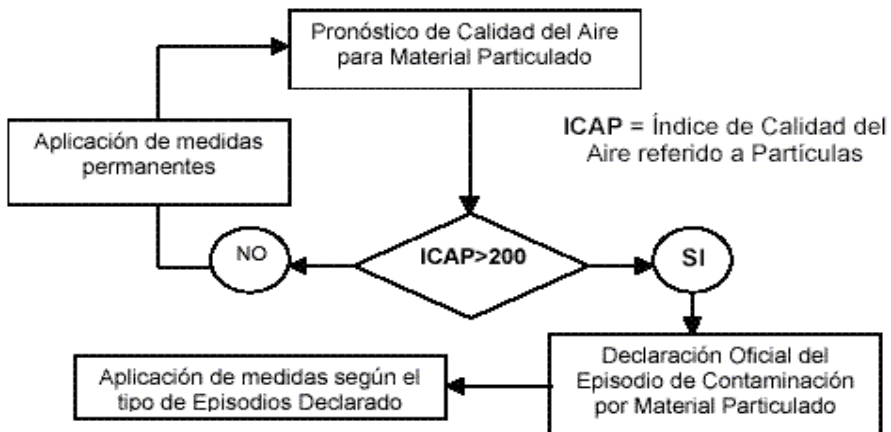 Pronóstico de Calidad del Aire
para Material Particulado
Aplicación de medidas
permanentes
ICAP = Índice de Calidad del
Aire referido a Partículas
NO
ICAP>200
SI
Aplicación de medidas según el
tipo de Episodios Declarado
Declaración Oficial del
Episodio de Contaminación
por Material Particulado